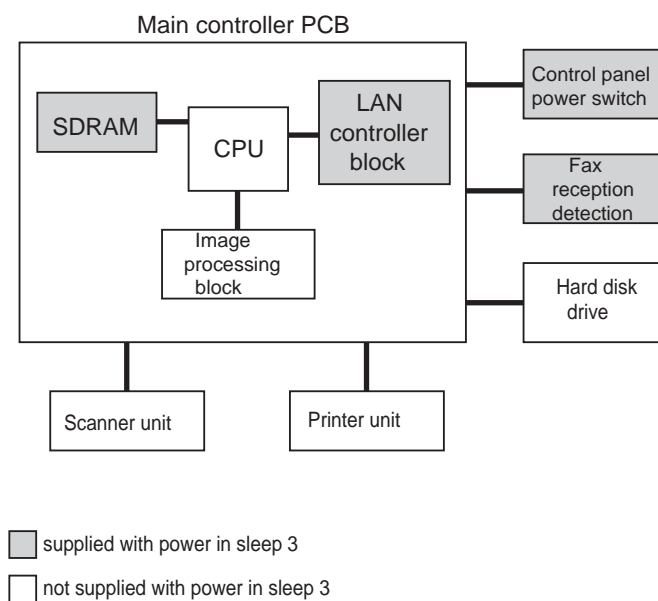 Main controller PCB
SDRAM
CPU
LAN
controller
block
Image
processing
block
Control panel
power switch
Fax
reception
detection
Hard disk
drive
Scanner unit
Printer unit
supplied with power in sleep 3
not supplied with power in sleep 3